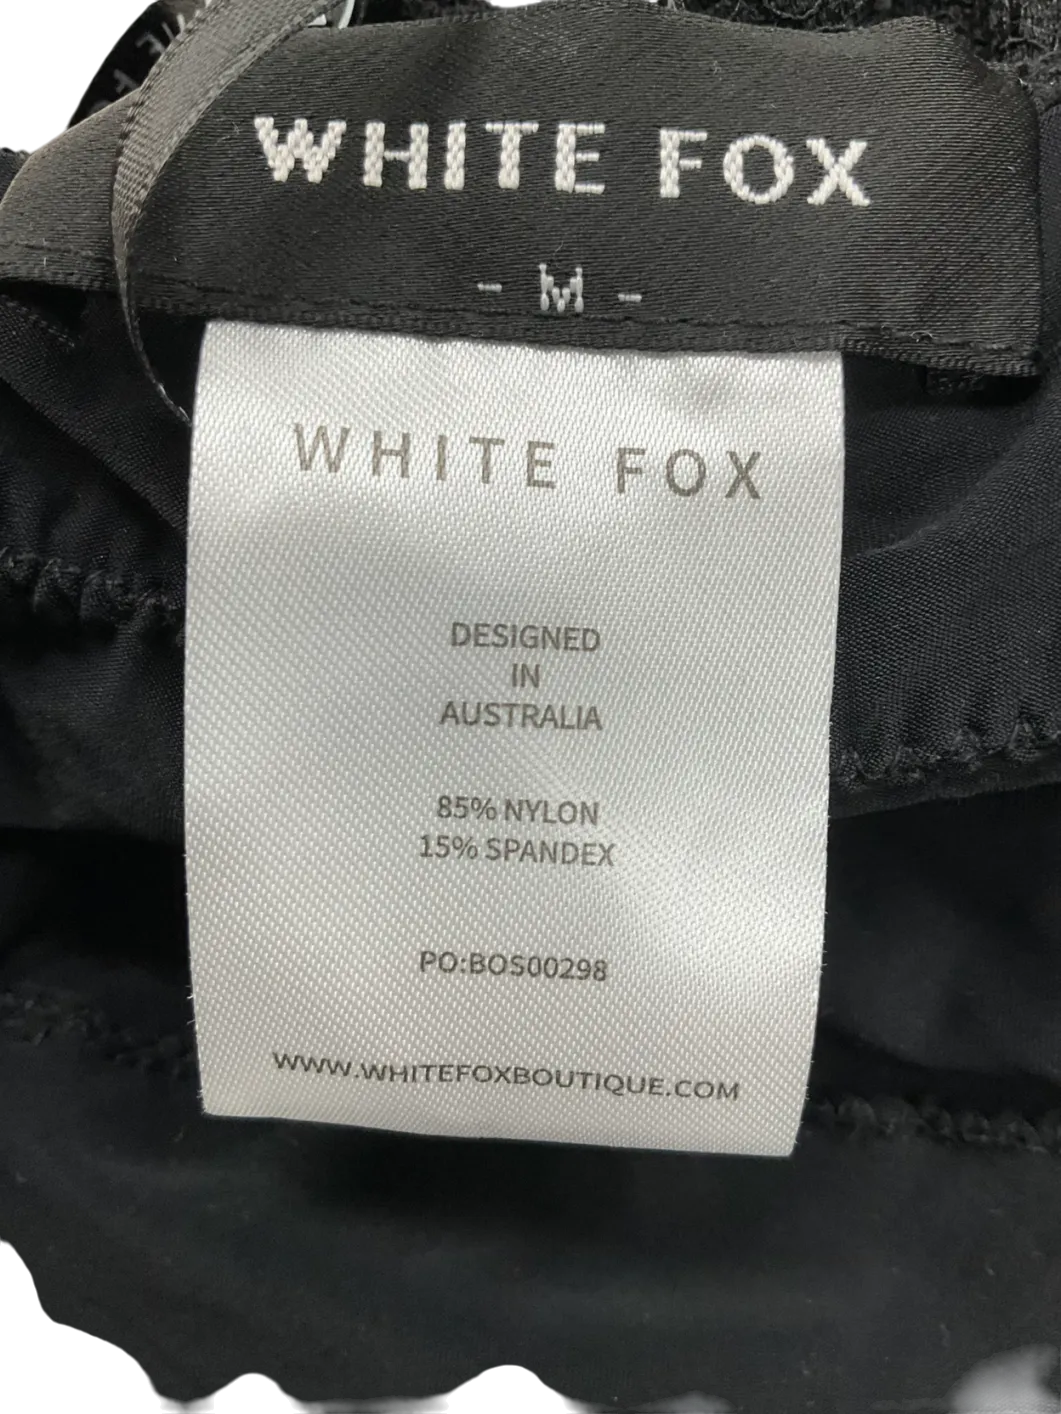 WHITE FOX
- M -
WHITE FOX
DESIGNED
IN
AUSTRALIA
85% NYLON
15% SPANDEX
PO:BOS00298
WWW.WHITEFOXBOUTIQUE.COM